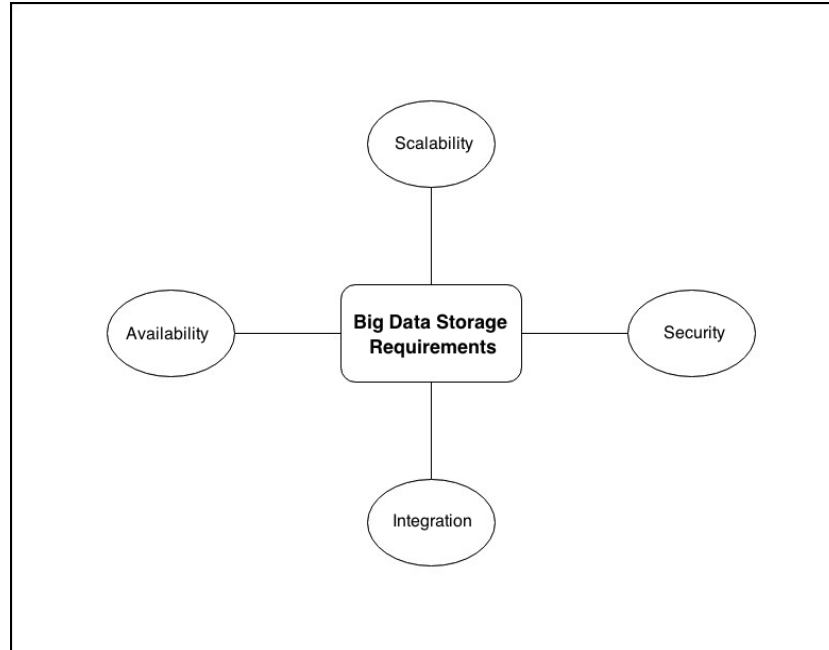 Scalability
Availability
Big Data Storage
Requirements
Security
Integration